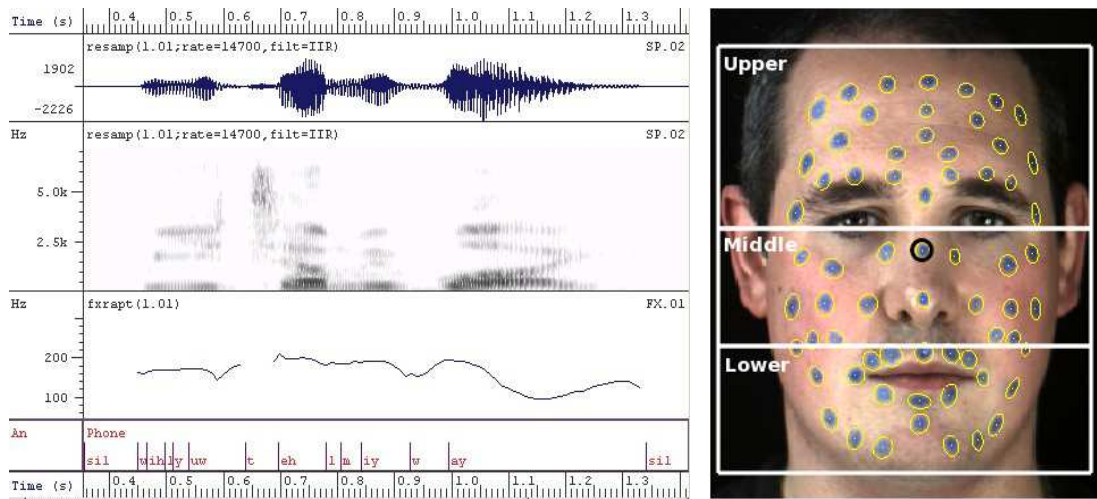 Time (s) 0.4 0.5 0.6 0.7 0.8 0.9 1.0 1.1 1.2 1.3
resamp(1.01;rate=14700,filt=IIR) SP.02
1902
-2226
Hz resamp(1.01;rate=14700,filt=IIR) SP.02
5.0k
2.5k
Hz fxrapt(1.01) FX.01
200
100
An Phone
sil w ih l y uw t eh l m iy w ay sil
Time (s) 0.4 0.5 0.6 0.7 0.8 0.9 1.0 1.1 1.2 1.3
Upper
Middle
Lower